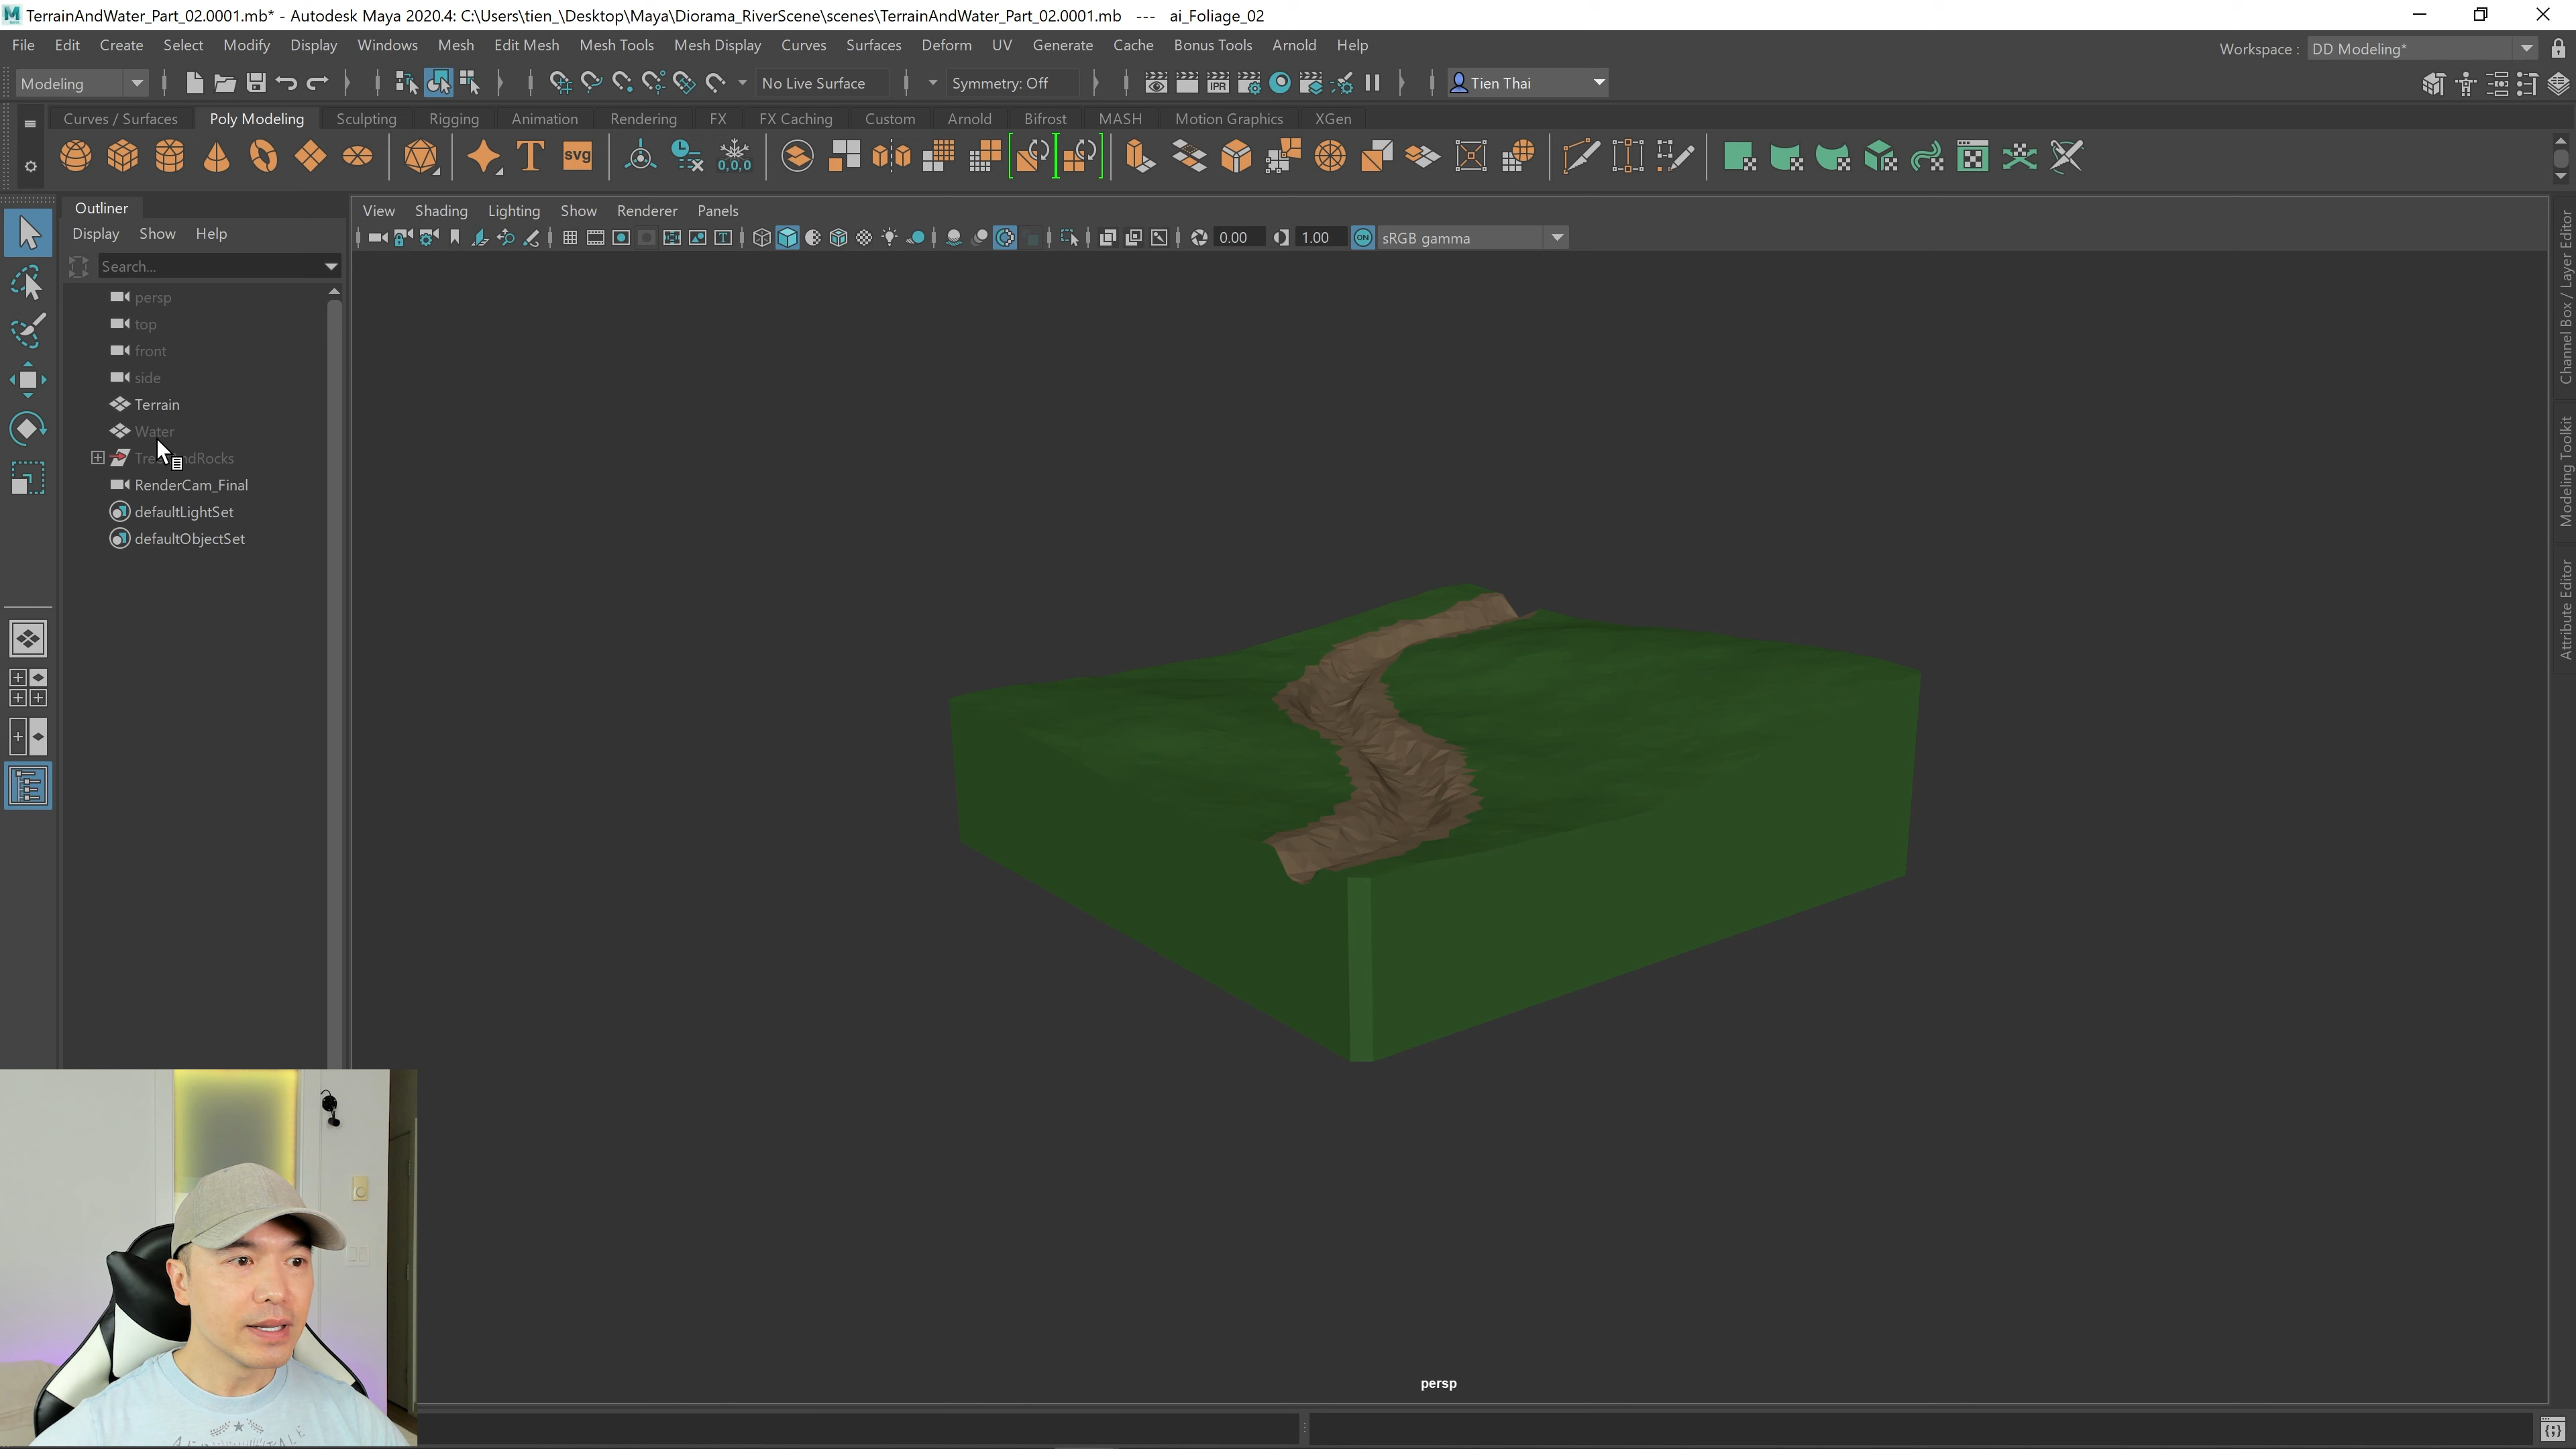 TerrainAndWater_Part_02.0001.mb* - Autodesk Maya 2020.4: C:\Users\tien_\Desktop\Maya\Diorama_RiverScene\scenes\TerrainAndWater_Part_02.0001.mb --- ai_Foliage_02
File Edit Create Select Modify Display Windows Mesh Edit Mesh Mesh Tools Mesh Display Curves Surfaces Deform UV Generate Cache Bonus Tools Arnold Help
Workspace : DD Modeling*
Modeling
No Live Surface
Symmetry: Off
IPR
Tien Thai
Curves / Surfaces Poly Modeling Sculpting Rigging Animation Rendering FX FX Caching Custom Arnold Bifrost MASH Motion Graphics XGen
T
svg
0,0,0
Outliner
Display Show Help
Search...
persp
top
front
side
Terrain
Water
RenderCam_Final
defaultLightSet
defaultObjectSet
View Shading Lighting Show Renderer Panels
0.00
1.00
ON
sRGB gamma
Channel Box / Layer Editor
Modeling Toolkit
Attribute Editor
persp